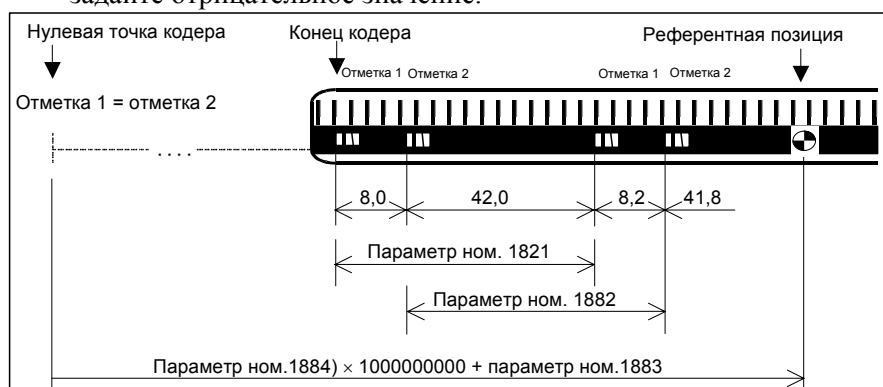 задайте отрицательное значение.
Нулевая точка кодера Конец кодера Референтная позиция
Отметка 1 Отметка 2 Отметка 1 Отметка 2
Отметка 1 = отметка 2
. . . .
8,0 42,0 8,2 41,8
Параметр ном. 1821
Параметр ном. 1882
Параметр ном.1884) × 1000000000 + параметр ном.1883